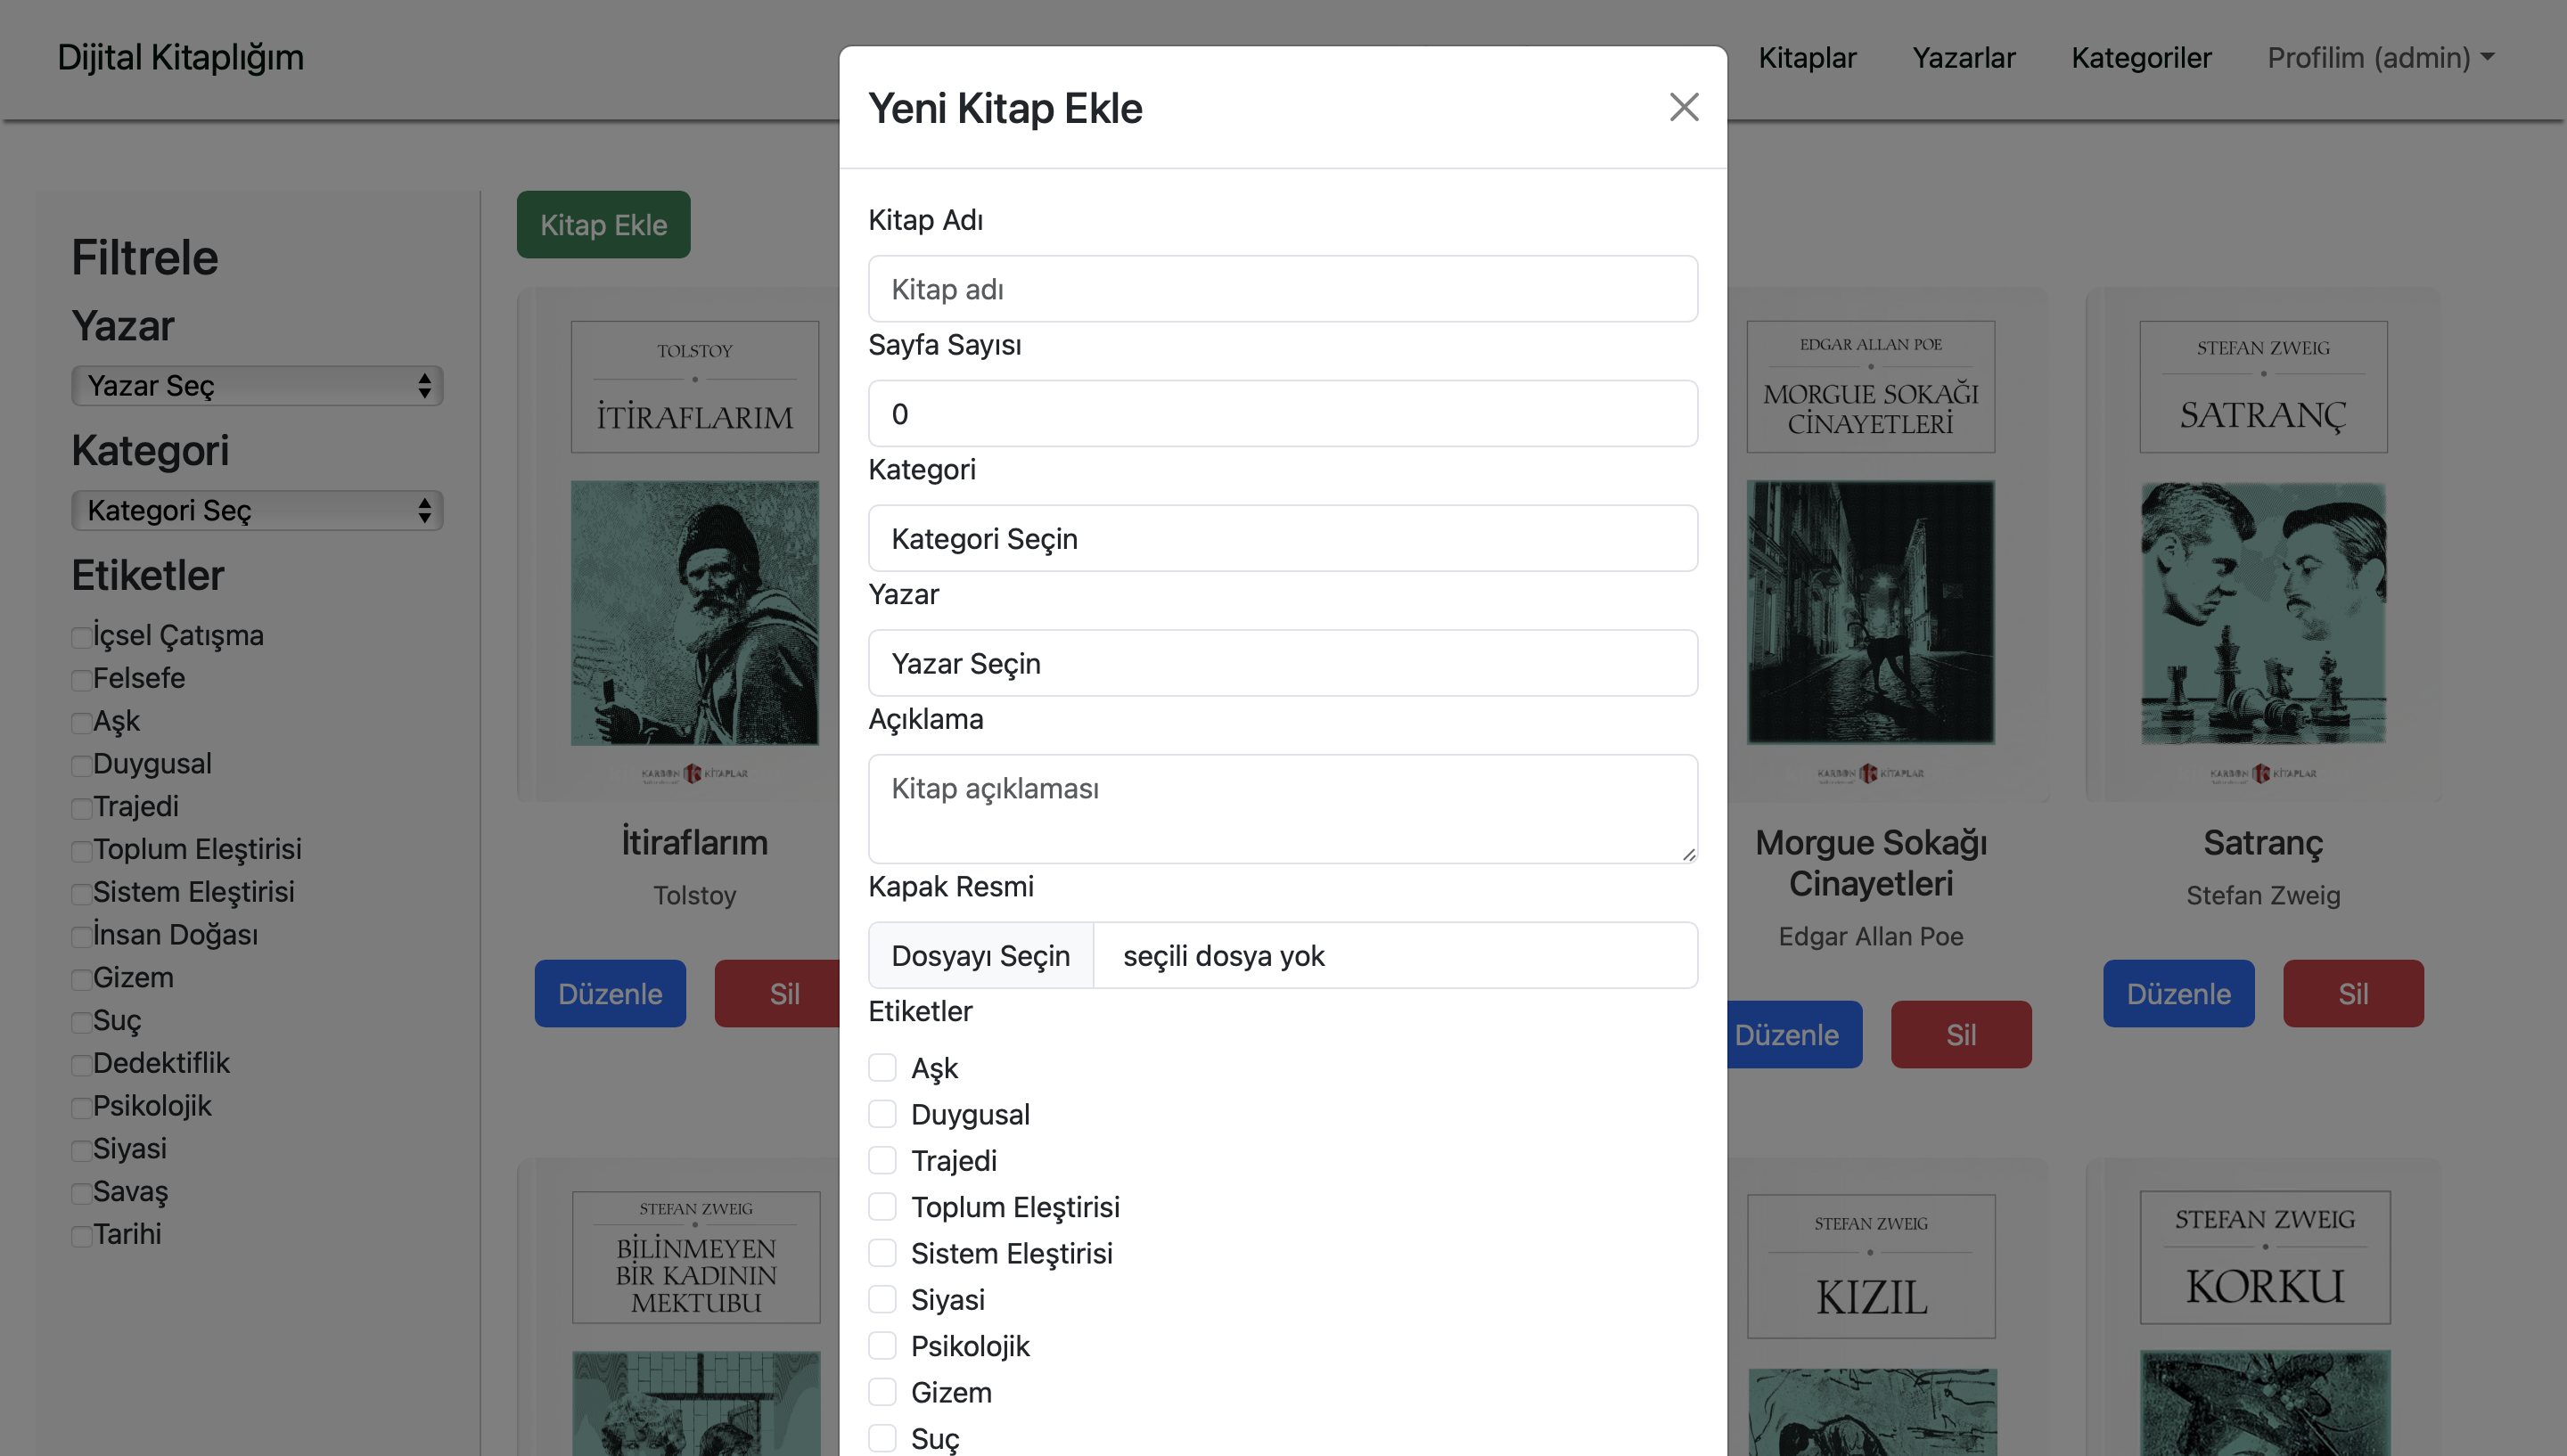 Dijital Kitaplığım
Kitaplar
Yazarlar
Kategoriler
Profilim (admin)
Filtrele
Yazar
Yazar Seç
Kategori
Kategori Seç
Etiketler
İçsel Çatışma
Felsefe
Aşk
Duygusal
Trajedi
Toplum Eleştirisi
Sistem Eleştirisi
İnsan Doğası
Gizem
Suç
Dedektiflik
Psikolojik
Siyasi
Savaş
Tarihi
Kitap Ekle
TOLSTOY
İTİRAFLARIM
KARBON KİTAPLAR
İtiraflarım
Tolstoy
Düzenle
Sil
STEFAN ZWEIG
BİLİNMEYEN
BİR KADININ
MEKTUBU
Yeni Kitap Ekle
Kitap Adı
Kitap adı
Sayfa Sayısı
0
Kategori
Kategori Seçin
Yazar
Yazar Seçin
Açıklama
Kitap açıklaması
Kapak Resmi
Dosyayı Seçin
seçili dosya yok
Etiketler
Aşk
Duygusal
Trajedi
Toplum Eleştirisi
Sistem Eleştirisi
Siyasi
Psikolojik
Gizem
Suç
EDGAR ALLAN POE
MORGUE SOKAĞI
CİNAYETLERİ
KARBON KİTAPLAR
Morgue Sokağı
Cinayetleri
Edgar Allan Poe
Düzenle
Sil
STEFAN ZWEIG
SATRANÇ
KARBON KİTAPLAR
Satranç
Stefan Zweig
Düzenle
Sil
STEFAN ZWEIG
KIZIL
STEFAN ZWEIG
KORKU